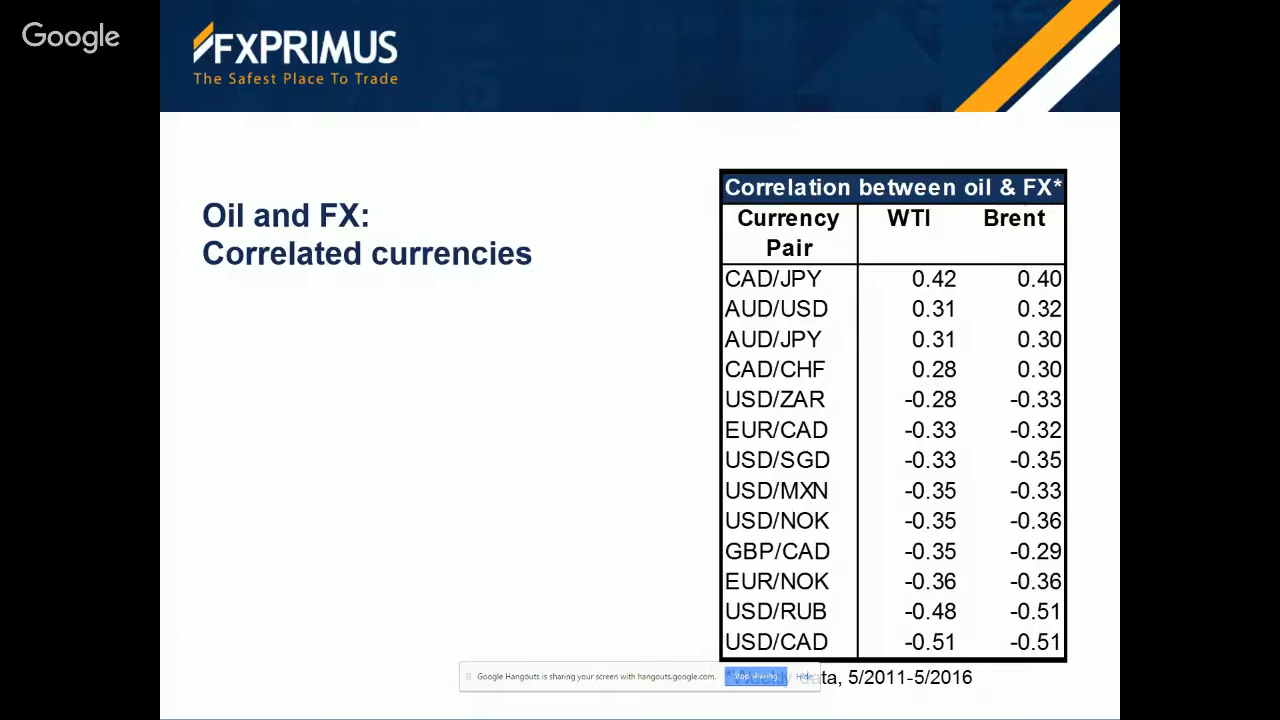 Google
FXPRIMUS
The Safest Place To Trade
Oil and FX:
Correlated currencies
Correlation between oil & FX*
Currency Pair WTI Brent
CAD/JPY 0.42 0.40
AUD/USD 0.31 0.32
AUD/JPY 0.31 0.30
CAD/CHF 0.28 0.30
USD/ZAR -0.28 -0.33
EUR/CAD -0.33 -0.32
USD/SGD -0.33 -0.35
USD/MXN -0.35 -0.33
USD/NOK -0.35 -0.36
GBP/CAD -0.35 -0.29
EUR/NOK -0.36 -0.36
USD/RUB -0.48 -0.51
USD/CAD -0.51 -0.51
*Weekly data, 5/2011-5/2016
Google Hangouts is sharing your screen with hangouts.google.com. Stop sharing Hide